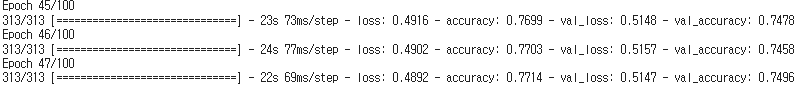 Epoch 45/100
313/313 [==============================] - 23s 73ms/step - loss: 0.4916 - accuracy: 0.7699 - val_loss: 0.5148 - val_accuracy: 0.7478
Epoch 46/100
313/313 [==============================] - 24s 77ms/step - loss: 0.4902 - accuracy: 0.7703 - val_loss: 0.5157 - val_accuracy: 0.7458
Epoch 47/100
313/313 [==============================] - 22s 69ms/step - loss: 0.4892 - accuracy: 0.7714 - val_loss: 0.5147 - val_accuracy: 0.7496